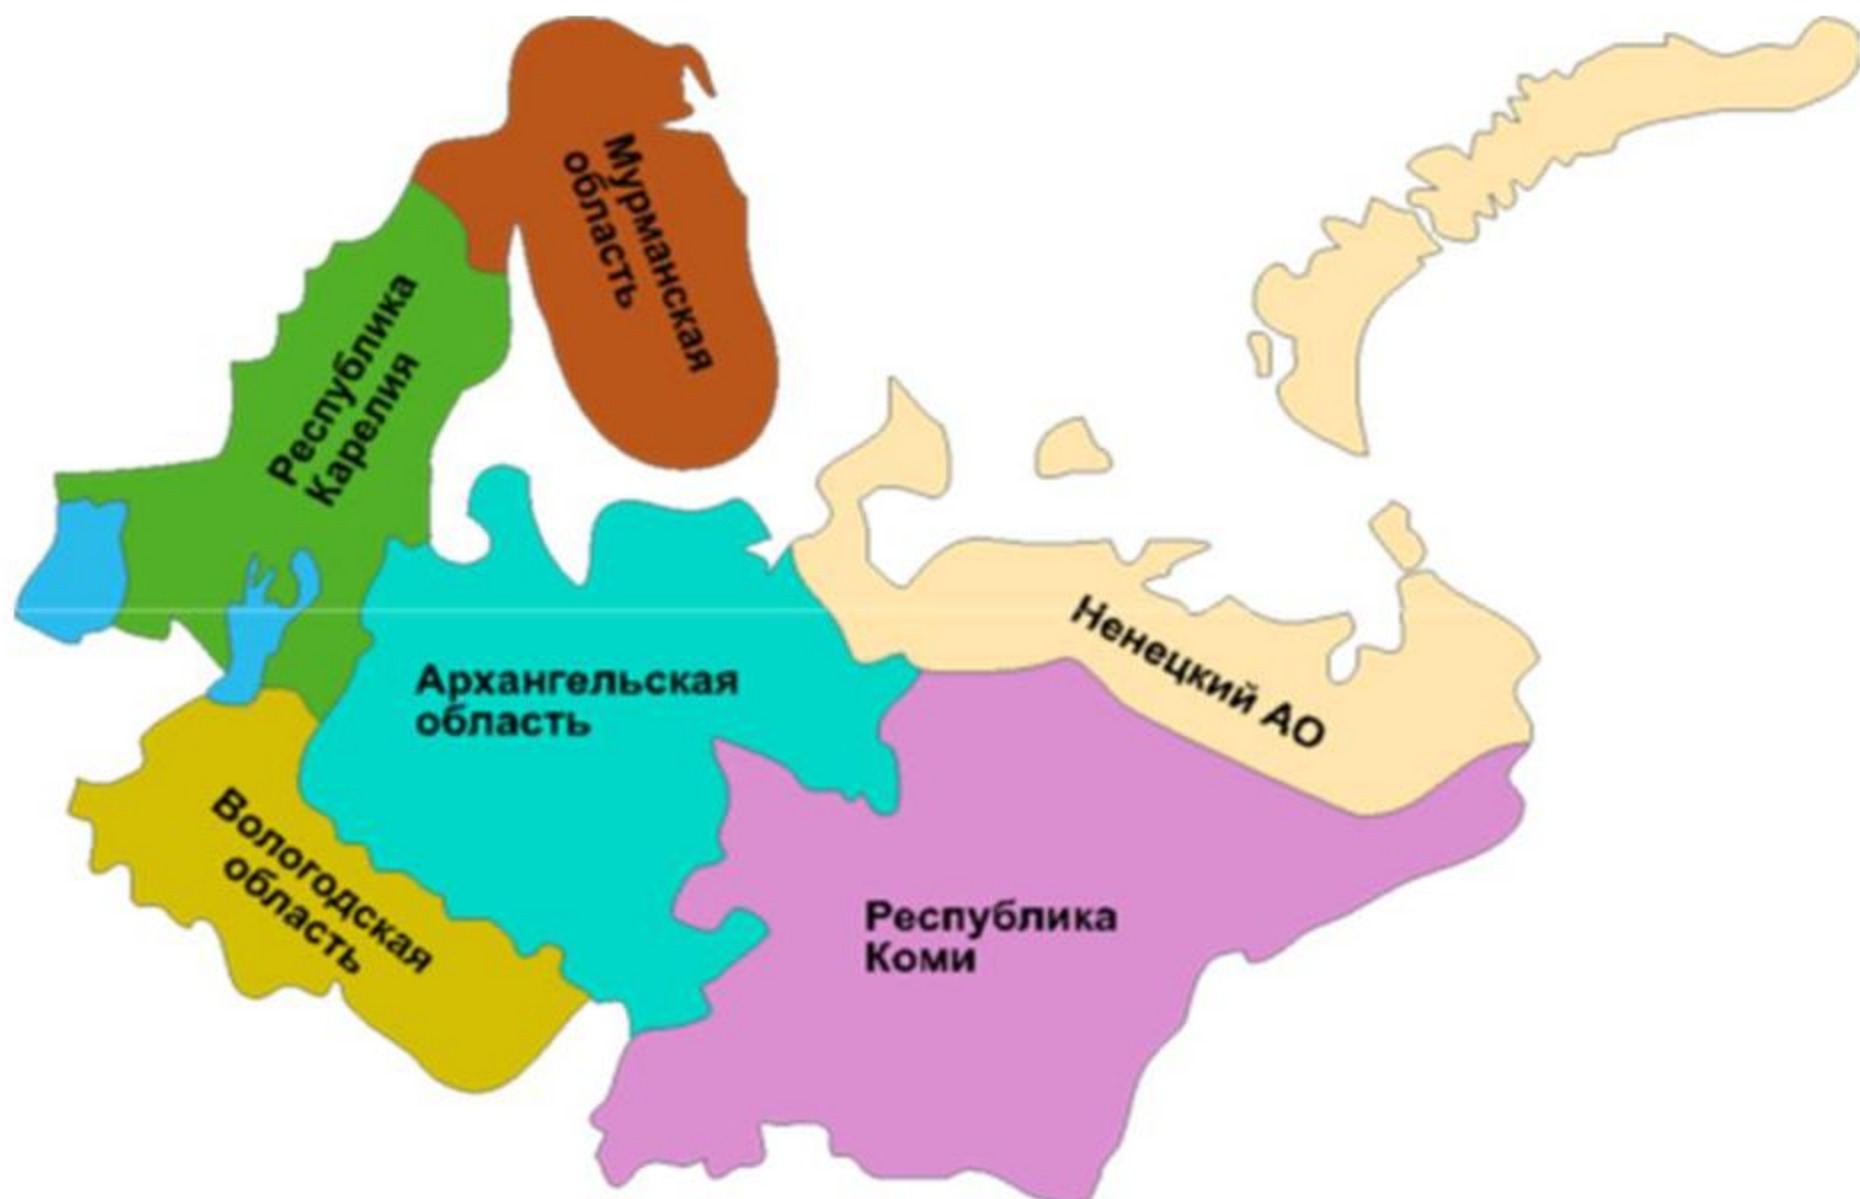 Мурманская
область
Республика
Карелия
Ненецкий АО
Архангельская
область
Вологодская
область
Республика
Коми